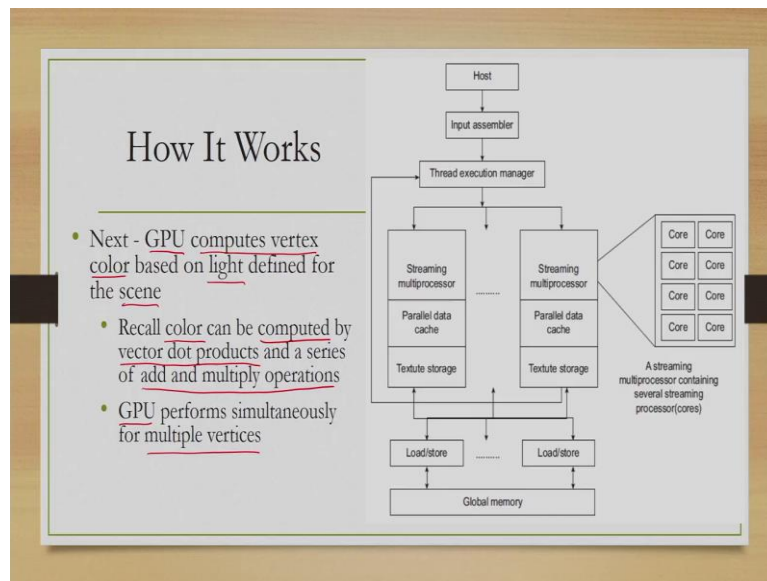 How It Works
• Next - GPU computes vertex
color based on light defined for
the scene
• Recall color can be computed by
vector dot products and a series
of add and multiply operations
• GPU performs simultaneously
for multiple vertices
Host
Input assembler
Thread execution manager
Streaming
multiprocessor
Parallel data
cache
Textute storage
..........
Streaming
multiprocessor
Parallel data
cache
Textute storage
Core Core
Core Core
Core Core
Core Core
A streaming
multiprocessor containing
several streaming
processor(cores)
Load/store
..........
Load/store
Global memory